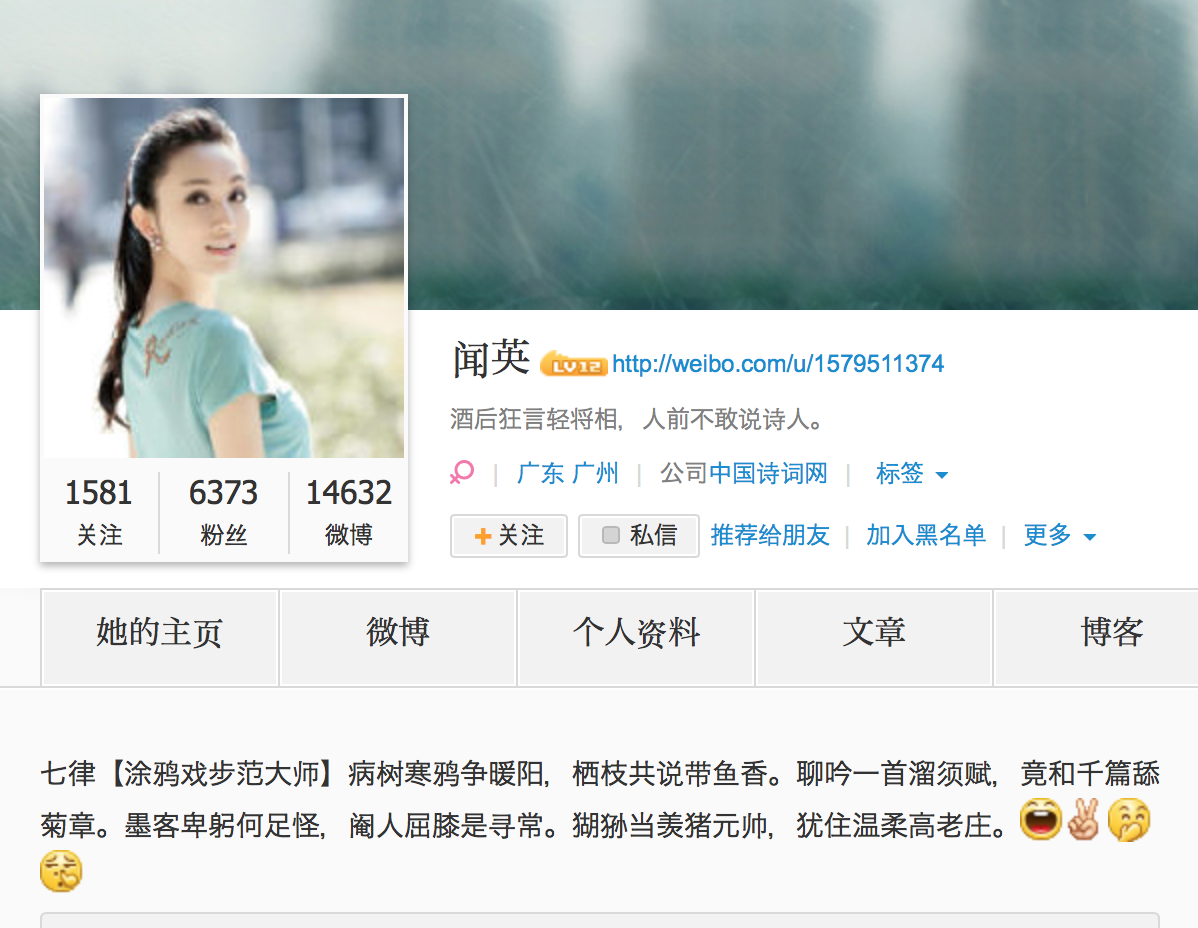 闻英 LV12 http://weibo.com/u/1579511374
酒后狂言轻将相，人前不敢说诗人。
| 广东 广州 | 公司中国诗词网 | 标签
1581 6373 14632
关注 粉丝 微博
+关注 私信 推荐给朋友 | 加入黑名单 | 更多
她的主页 微博 个人资料 文章 博客
七律【涂鸦戏步范大师】病树寒鸦争暖阳，栖枝共说带鱼香。聊吟一首溜须赋，竟和千篇舔
菊章。墨客卑躬何足怪，阉人屈膝是寻常。猢狲当羡猪元帅，犹住温柔高老庄。